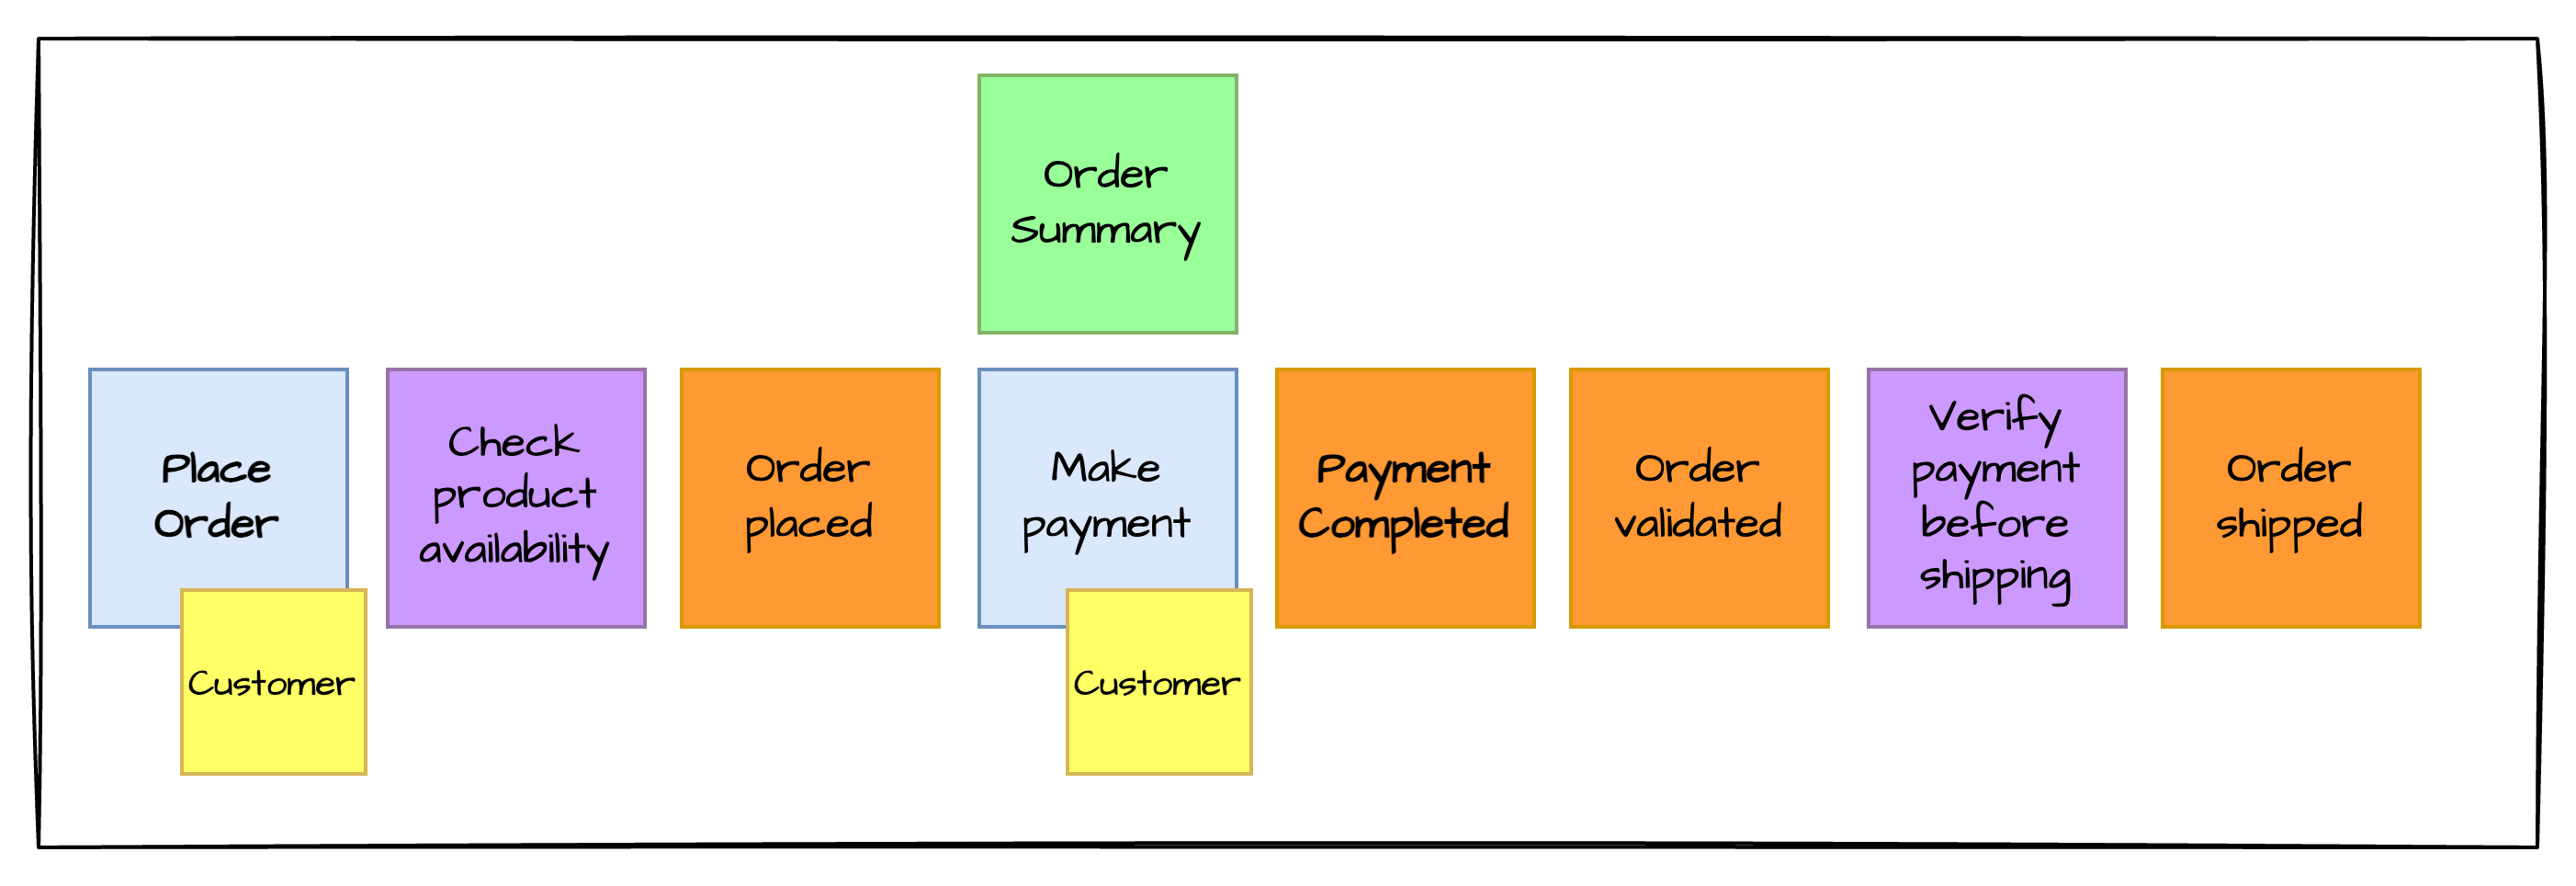 Order
Summary
Place
Order
Check
product
availability
Order
placed
Make
payment
Payment
Completed
Order
validated
Verify
payment
before
shipping
Order
shipped
Customer
Customer